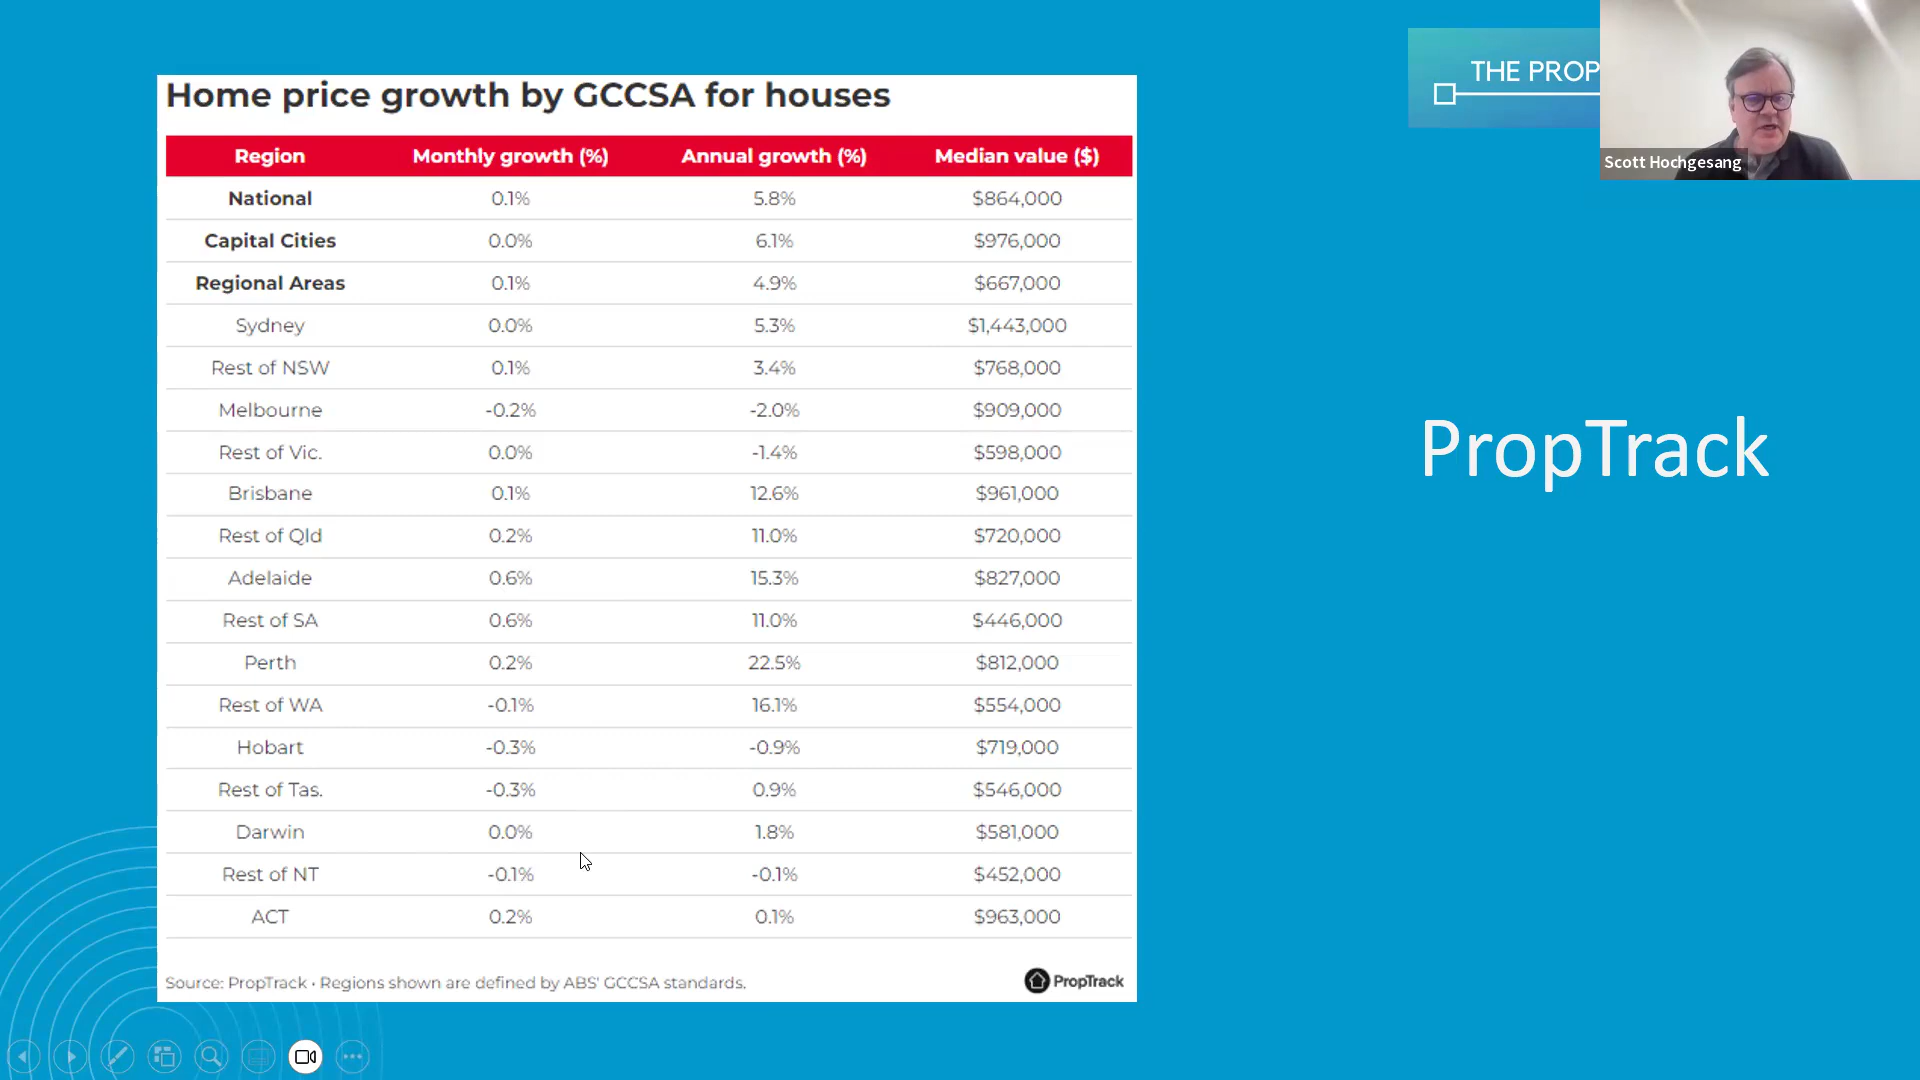 Home price growth by GCCSA for houses
Region Monthly growth (%) Annual growth (%) Median value ($)
National 0.1% 5.8% $864,000
Capital Cities 0.0% 6.1% $976,000
Regional Areas 0.1% 4.9% $667,000
Sydney 0.0% 5.3% $1,443,000
Rest of NSW 0.1% 3.4% $768,000
Melbourne -0.2% -2.0% $909,000
Rest of Vic. 0.0% -1.4% $598,000
Brisbane 0.1% 12.6% $961,000
Rest of Qld 0.2% 11.0% $720,000
Adelaide 0.6% 15.3% $827,000
Rest of SA 0.6% 11.0% $446,000
Perth 0.2% 22.5% $812,000
Rest of WA -0.1% 16.1% $554,000
Hobart -0.3% -0.9% $719,000
Rest of Tas. -0.3% 0.9% $546,000
Darwin 0.0% 1.8% $581,000
Rest of NT -0.1% -0.1% $452,000
ACT 0.2% 0.1% $963,000
Source: PropTrack • Regions shown are defined by ABS' GCCSA standards.
PropTrack
THE PROP
Scott Hochgesang
PropTrack